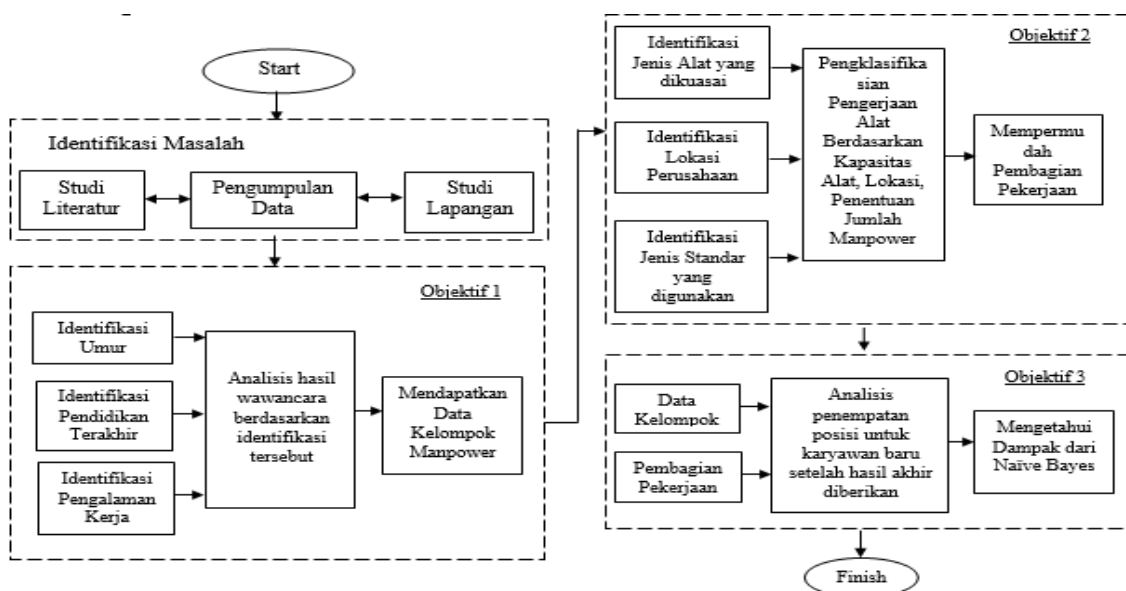 Start
Identifikasi Masalah
Studi
Literatur
Pengumpulan
Data
Studi
Lapangan
Objektif 1
Identifikasi
Umur
Identifikasi
Pendidikan
Terakhir
Identifikasi
Pengalaman
Kerja
Analisis hasil
wawancara
berdasarkan
identifikasi
tersebut
Mendapatkan
Data
Kelompok
Manpower
Objektif 2
Identifikasi
Jenis Alat yang
dikuasai
Identifikasi
Lokasi
Perusahaan
Identifikasi
Jenis Standar
yang
digunakan
Pengklasifika
sian
Pengerjaan
Alat
Berdasarkan
Kapasitas
Alat, Lokasi,
Penentuan
Jumlah
Manpower
Mempermu
dah
Pembagian
Pekerjaan
Objektif 3
Data
Kelompok
Pembagian
Pekerjaan
Analisis
penempatan
posisi untuk
karyawan baru
setelah hasil akhir
diberikan
Mengetahui
Dampak dari
Naïve Bayes
Finish